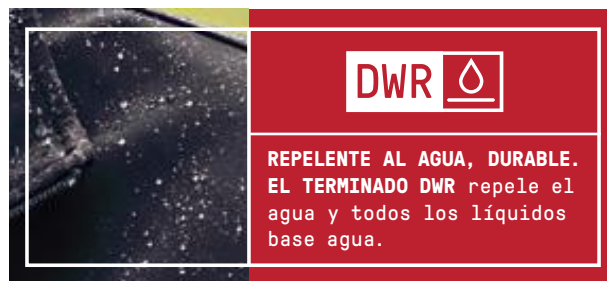 DWR
REPELENTE AL AGUA, DURABLE.
EL TERMINADO DWR repele el
agua y todos los líquidos
base agua.